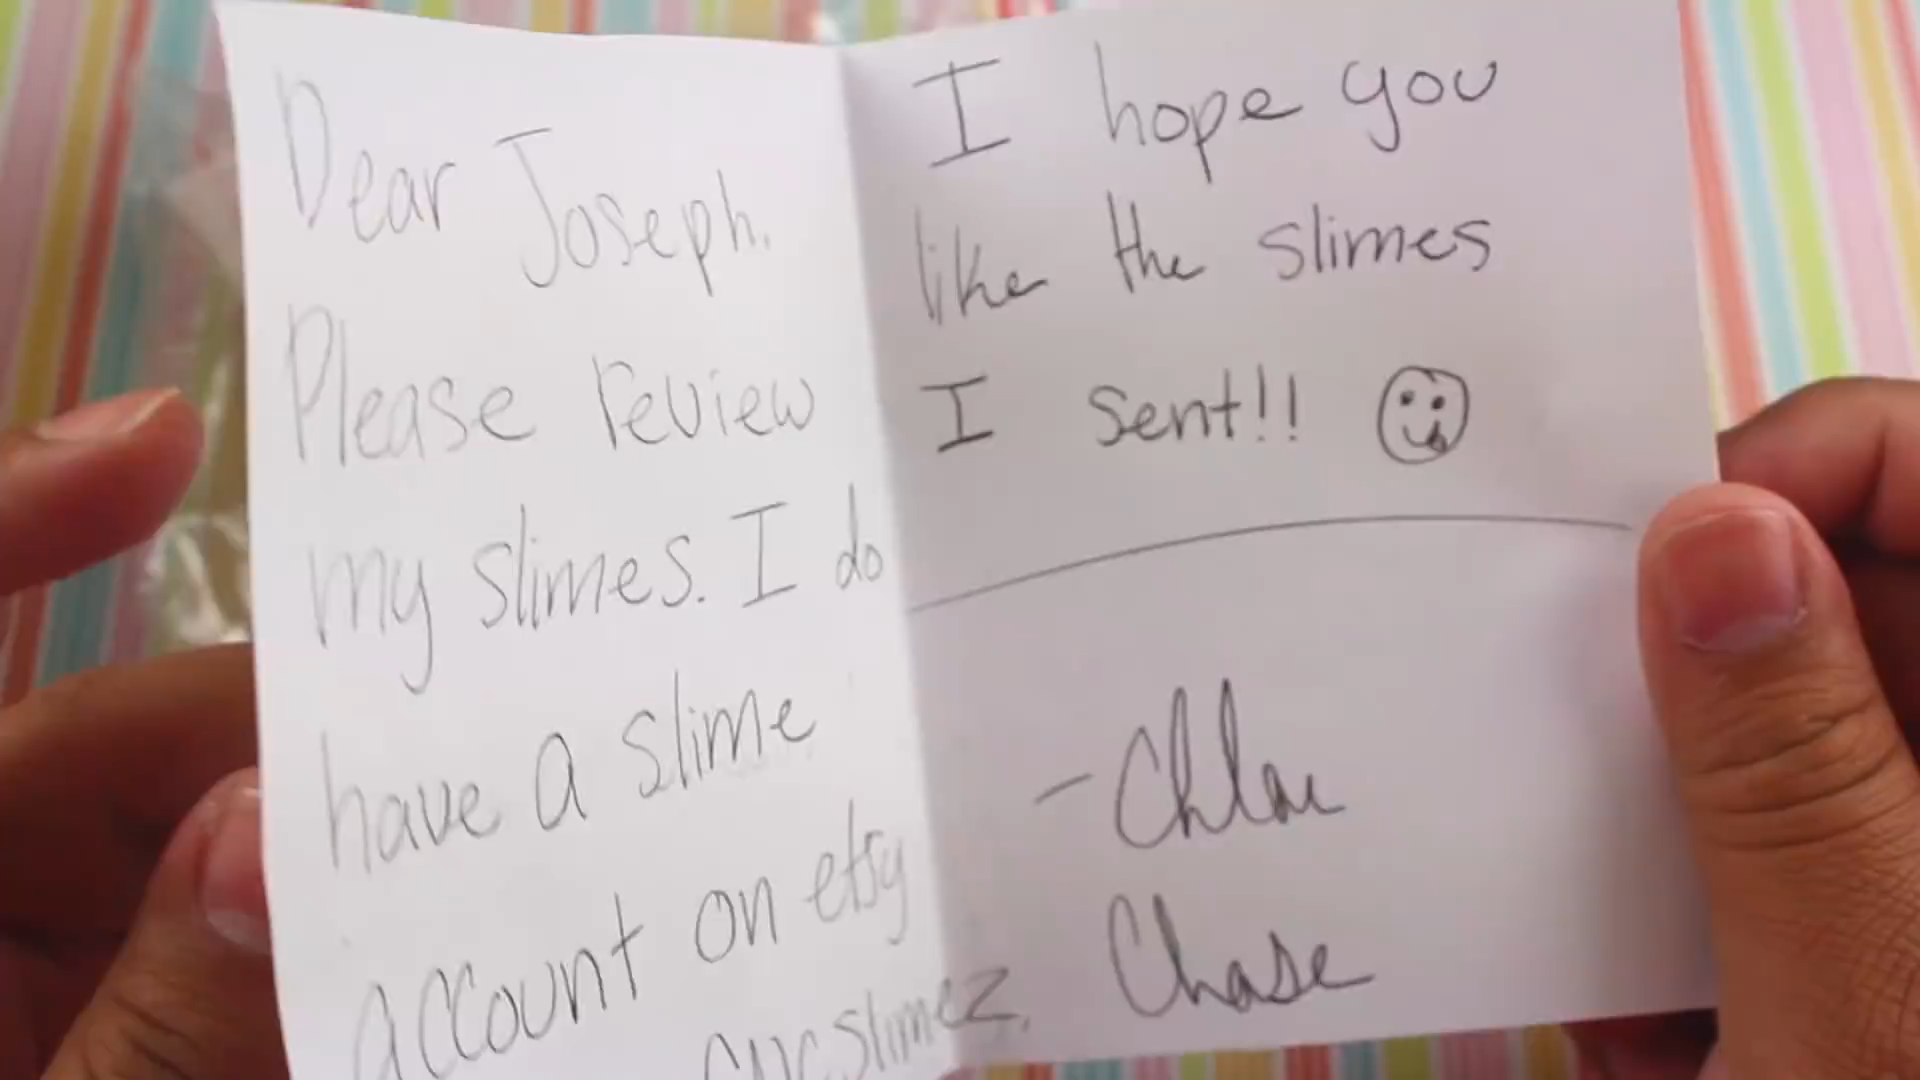 Dear Joseph.
Please review
my slimes. I do
have a slime
account on etsy
I hope you
like the slimes
I sent!!
- Chloe
Chase